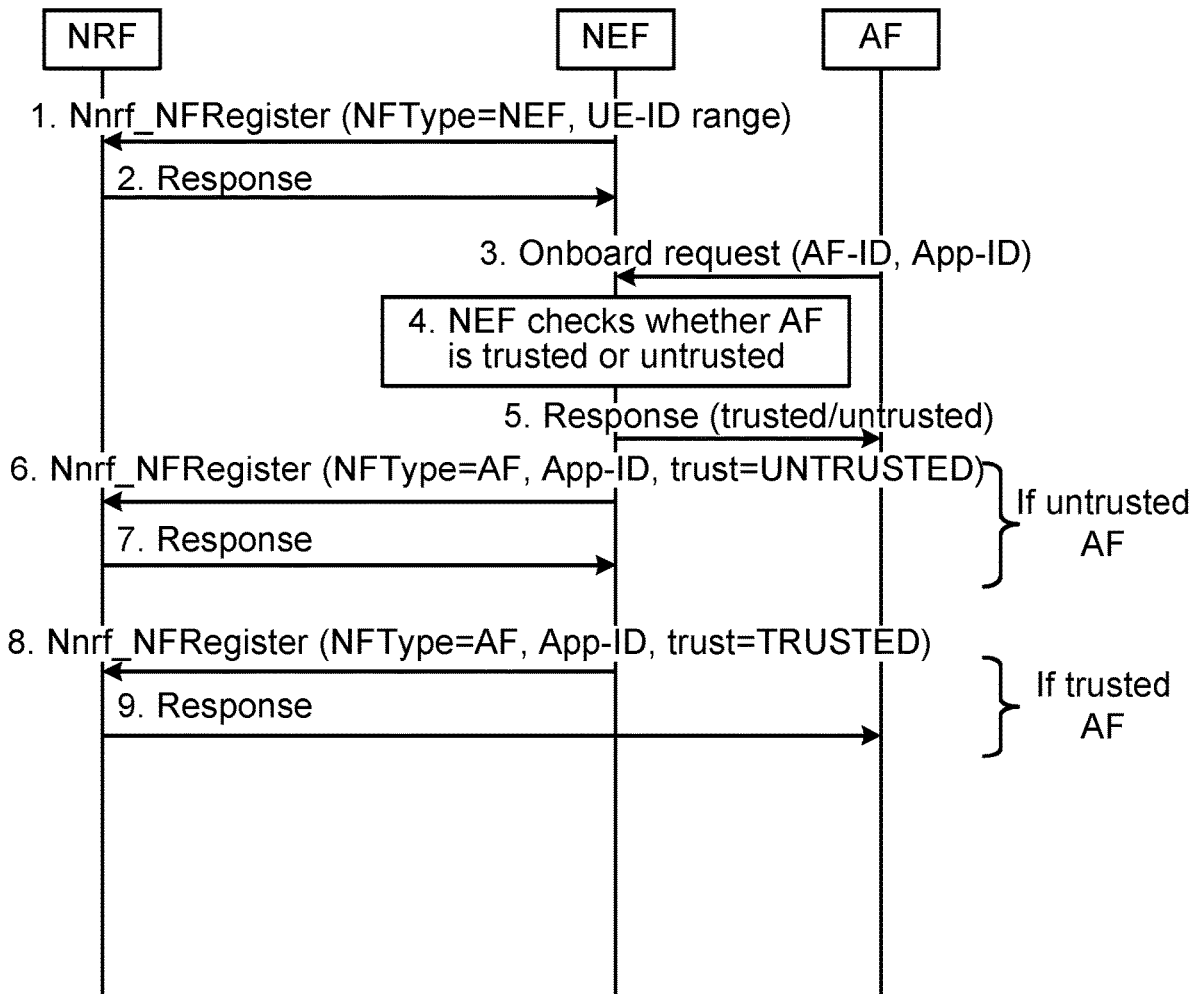 NRF
NEF
AF
1. Nnrf_NFRegister (NFType=NEF, UE-ID range)
2. Response
3. Onboard request (AF-ID, App-ID)
4. NEF checks whether AF
is trusted or untrusted
5. Response (trusted/untrusted)
6. Nnrf_NFRegister (NFType=AF, App-ID, trust=UNTRUSTED)
If untrusted
AF
7. Response
8. Nnrf_NFRegister (NFType=AF, App-ID, trust=TRUSTED)
If trusted
AF
9. Response